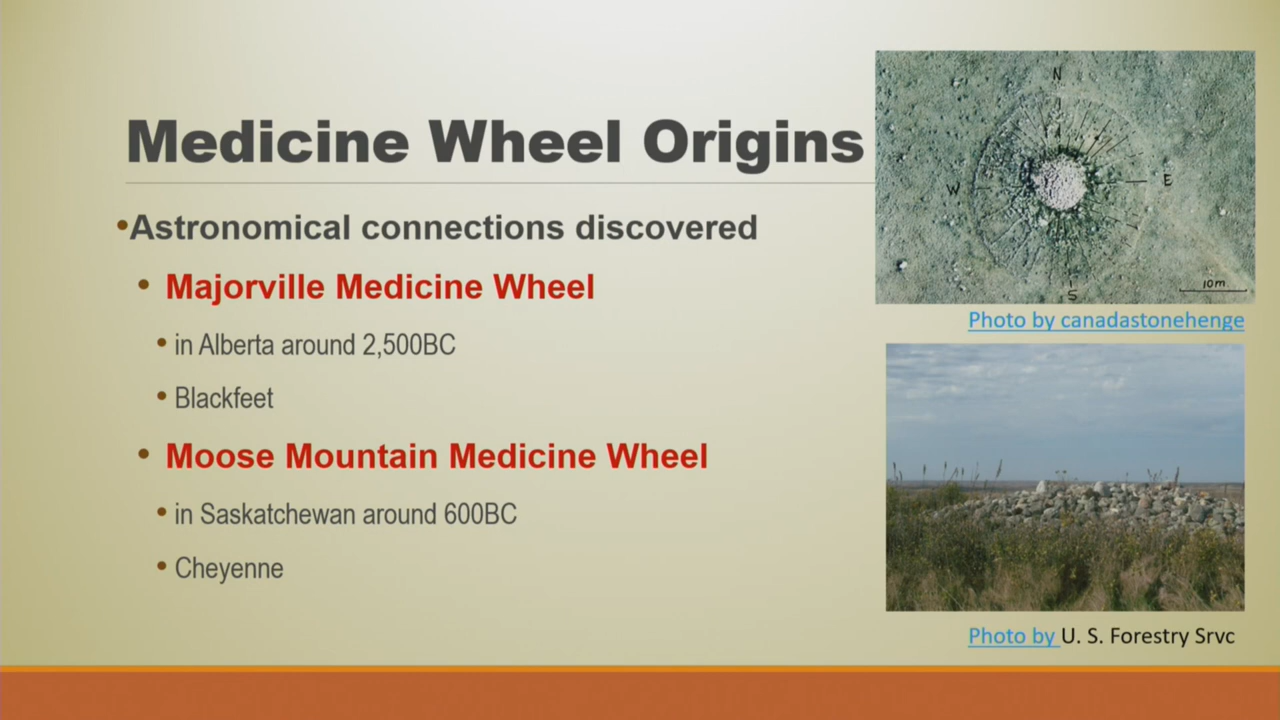 Medicine Wheel Origins
•Astronomical connections discovered
• Majorville Medicine Wheel
• in Alberta around 2,500BC
• Blackfeet
• Moose Mountain Medicine Wheel
• in Saskatchewan around 600BC
• Cheyenne
N
W E
S
10m
Photo by canadastonehenge
Photo by U. S. Forestry Srvc